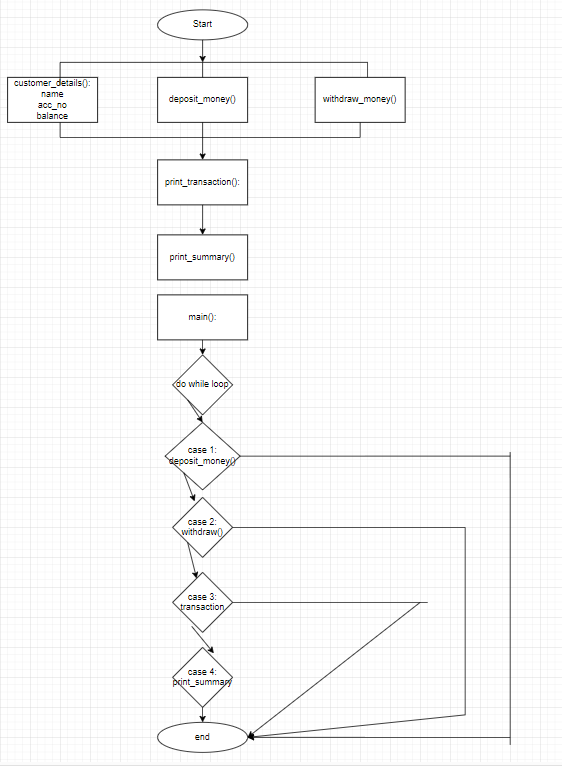 Start
customer_details():
name
acc_no
balance
deposit_money()
withdraw_money()
print_transaction():
print_summary()
main():
do while loop
case 1:
deposit_money()
case 2:
withdraw()
case 3:
transaction
case 4:
print_summary
end